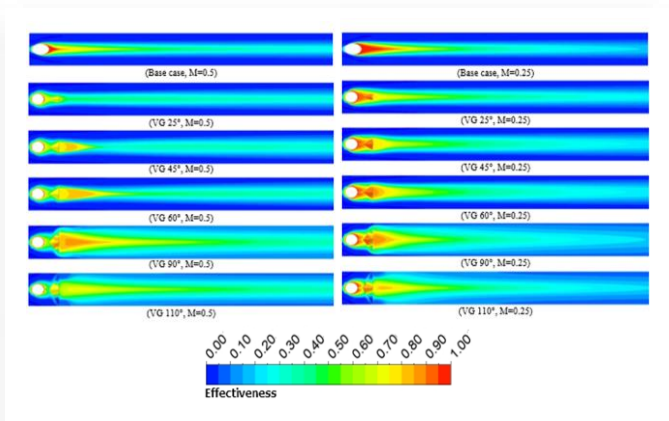 (Base case, M=0.5)
(Base case, M=0.25)
(VG 25°, M=0.5)
(VG 25°, M=0.25)
(VG 45°, M=0.5)
(VG 45°, M=0.25)
(VG 60°, M=0.5)
(VG 60°, M=0.25)
(VG 90°, M=0.5)
(VG 90°, M=0.25)
(VG 110°, M=0.5)
(VG 110°, M=0.25)
0.00 0.10 0.20 0.30 0.40 0.50 0.60 0.70 0.80 0.90 1.00
Effectiveness